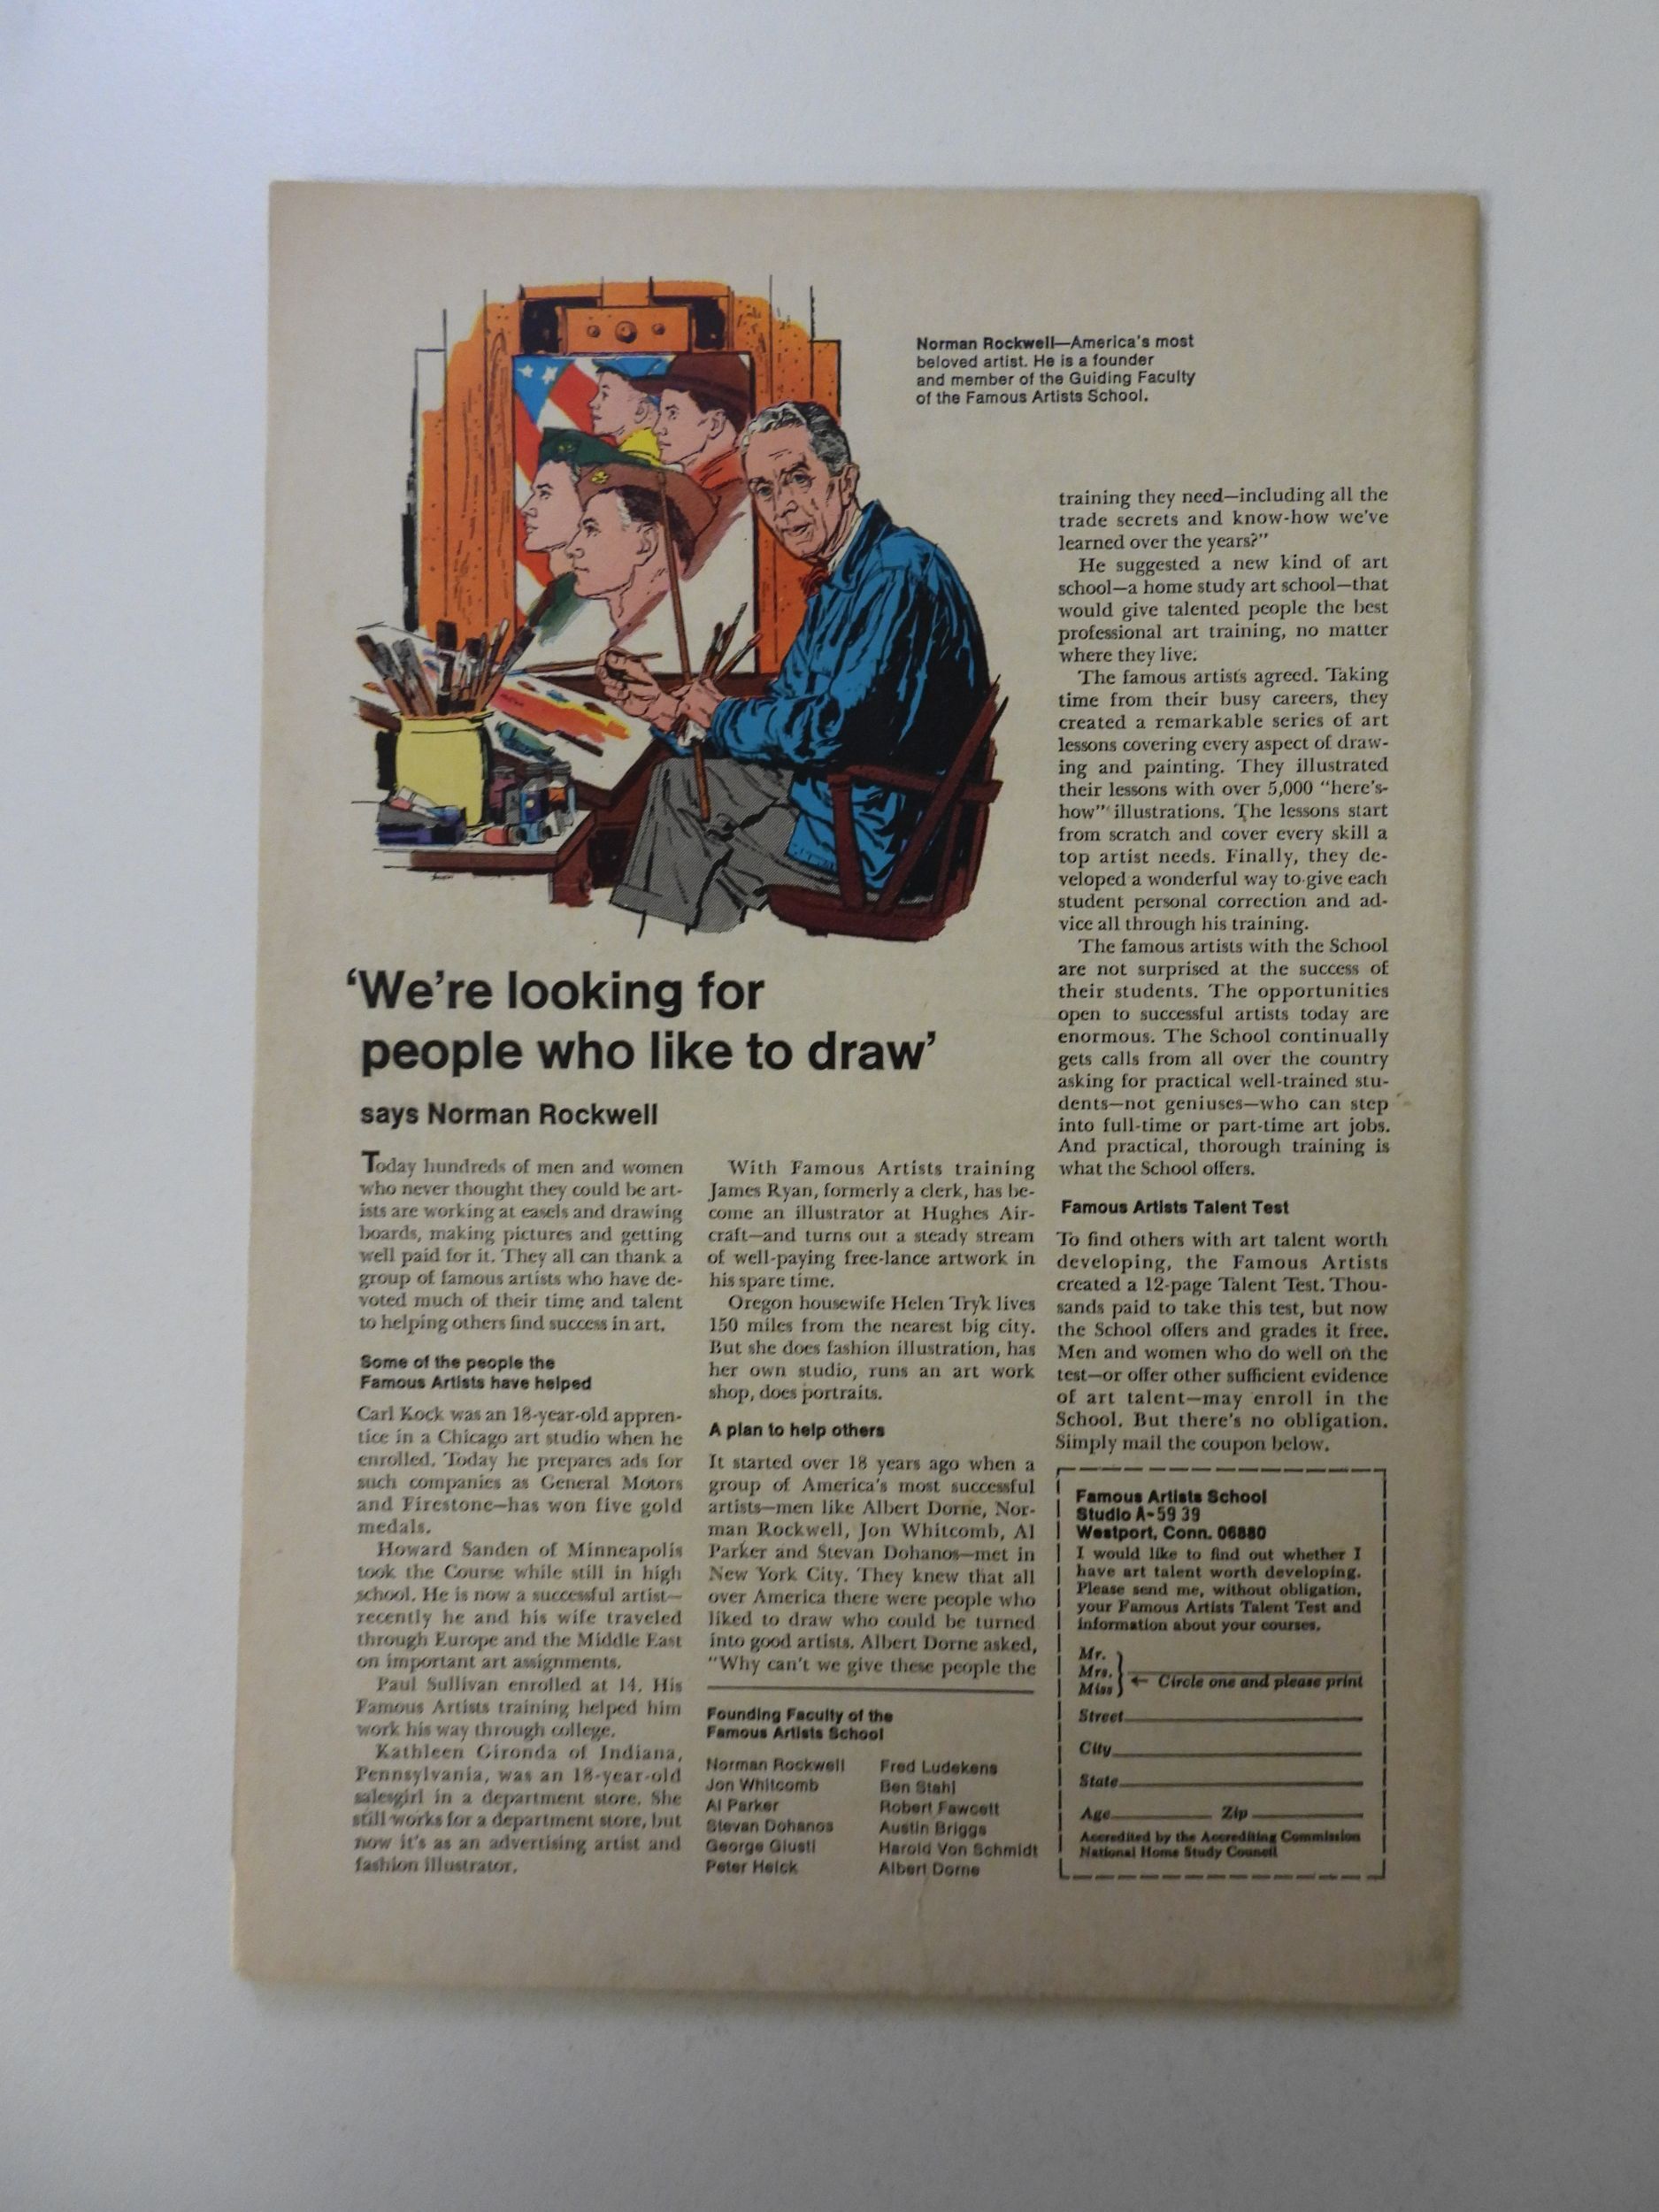 Norman Rockwell—America's most
beloved artist. He is a founder
and member of the Guiding Faculty
of the Famous Artists School.
'We're looking for
people who like to draw'
says Norman Rockwell
Today hundreds of men and women
who never thought they could be art-
ists are working at easels and drawing
boards, making pictures and getting
well paid for it. They all can thank a
group of famous artists who have de-
voted much of their time and talent
to helping others find success in art.
Some of the people the
Famous Artists have helped
Carl Kock was an 18-year-old appren-
tice in a Chicago art studio when he
enrolled. Today he prepares ads for
such companies as General Motors
and Firestone—has won five gold
medals.
Howard Sanden of Minneapolis
took the Course while still in high
school. He is now a successful artist—
recently he and his wife traveled
through Europe and the Middle East
on important art assignments.
Paul Sullivan enrolled at 14. His
Famous Artists training helped him
work his way through college.
Kathleen Gironda of Indiana,
Pennsylvania, was an 18-year-old
salesgirl in a department store. She
still works for a department store, but
now it's as an advertising artist and
fashion illustrator.
With Famous Artists training
James Ryan, formerly a clerk, has be-
come an illustrator at Hughes Air-
craft—and turns out a steady stream
of well-paying free-lance artwork in
his spare time.
Oregon housewife Helen Tryk lives
150 miles from the nearest big city.
But she does fashion illustration, has
her own studio, runs an art work
shop, does portraits.
A plan to help others
It started over 18 years ago when a
group of America's most successful
artists—men like Albert Dorne, Nor-
man Rockwell, Jon Whitcomb, Al
Parker and Stevan Dohanos—met in
New York City. They knew that all
over America there were people who
liked to draw who could be turned
into good artists. Albert Dorne asked,
"Why can't we give these people the
training they need—including all the
trade secrets and know-how we've
learned over the years?"
He suggested a new kind of art
school—a home study art school—that
would give talented people the best
professional art training, no matter
where they live.
The famous artists agreed. Taking
time from their busy careers, they
created a remarkable series of art
lessons covering every aspect of draw-
ing and painting. They illustrated
their lessons with over 5,000 "here's-
how" illustrations. The lessons start
from scratch and cover every skill a
top artist needs. Finally, they de-
veloped a wonderful way to give each
student personal correction and ad-
vice all through his training.
The famous artists with the School
are not surprised at the success of
their students. The opportunities
open to successful artists today are
enormous. The School continually
gets calls from all over the country
asking for practical well-trained stu-
dents—not geniuses—who can step
into full-time or part-time art jobs.
And practical, thorough training is
what the School offers.
Famous Artists Talent Test
To find others with art talent worth
developing, the Famous Artists
created a 12-page Talent Test. Thou-
sands paid to take this test, but now
the School offers and grades it free.
Men and women who do well on the
test—or offer other sufficient evidence
of art talent—may enroll in the
School. But there's no obligation.
Simply mail the coupon below.
Founding Faculty of the
Famous Artists School
Norman Rockwell
Jon Whitcomb
Al Parker
Stevan Dohanos
George Giusti
Peter Helck
Fred Ludekens
Ben Stahl
Robert Fawcett
Austin Briggs
Harold Von Schmidt
Albert Dorne
Famous Artists School
Studio A-5939
Westport, Conn. 06880
I would like to find out whether I
have art talent worth developing.
Please send me, without obligation,
your Famous Artists Talent Test and
information about your courses.
Mr.
Mrs.
Miss
← Circle one and please print
Street
City
State
Age Zip
Accredited by the Accrediting Commission
National Home Study Council